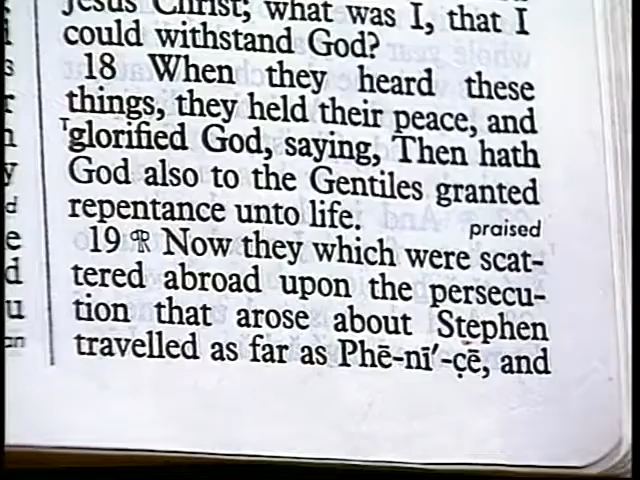 Jesus Christ; what was I, that I
could withstand God?
18 When they heard these
things, they held their peace, and
ᵀglorified God, saying, Then hath
God also to the Gentiles granted
repentance unto life. praised
19 ¶ Now they which were scat-
tered abroad upon the persecu-
tion that arose about Stephen
travelled as far as Phē-nī′-çē, and